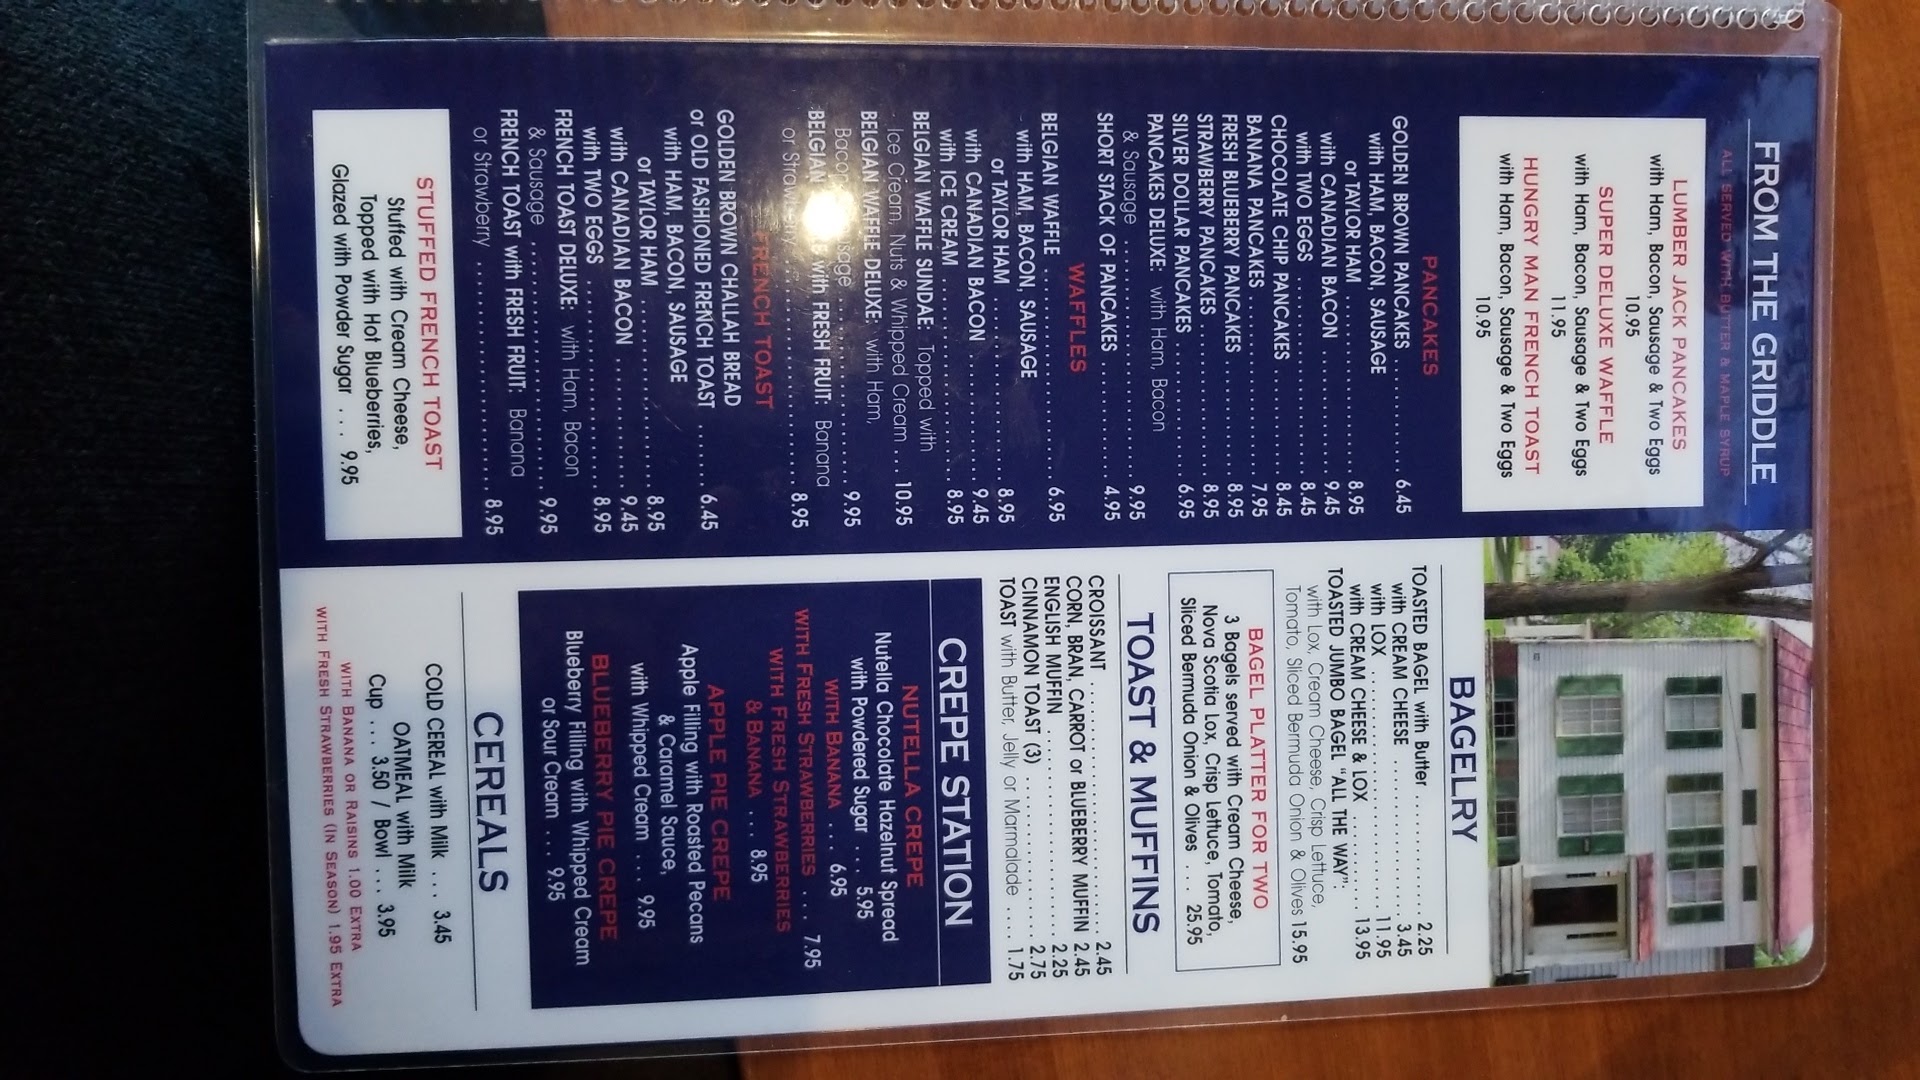 FROM THE GRIDDLE
ALL SERVED WITH BUTTER & MAPLE SYRUP
LUMBER JACK PANCAKES
with Ham, Bacon, Sausage & Two Eggs
10.95
SUPER DELUXE WAFFLE
with Ham, Bacon, Sausage & Two Eggs
11.95
HUNGRY MAN FRENCH TOAST
with Ham, Bacon, Sausage & Two Eggs
10.95
PANCAKES
GOLDEN BROWN PANCAKES ........ 6.45
with HAM, BACON, SAUSAGE
or TAYLOR HAM .................. 8.95
with CANADIAN BACON ............ 9.45
with TWO EGGS .................. 8.45
CHOCOLATE CHIP PANCAKES ........ 8.45
BANANA PANCAKES ................ 7.95
FRESH BLUEBERRY PANCAKES ....... 8.95
STRAWBERRY PANCAKES ............ 8.95
SILVER DOLLAR PANCAKES ......... 6.95
PANCAKES DELUXE: with Ham, Bacon
& Sausage ...................... 9.95
SHORT STACK OF PANCAKES ........ 4.95
WAFFLES
BELGIAN WAFFLE ................. 6.95
with HAM, BACON, SAUSAGE
or TAYLOR HAM .................. 8.95
with CANADIAN BACON ............ 9.45
with ICE CREAM ................. 8.95
BELGIAN WAFFLE SUNDAE: Topped with
Ice Cream, Nuts & Whipped Cream ... 10.95
BELGIAN WAFFLE DELUXE: with Ham,
Bacon Sausage .................. 9.95
BELGIAN with FRESH FRUIT: Banana
or Strawberry .................. 8.95
FRENCH TOAST
GOLDEN BROWN CHALLAH BREAD
or OLD FASHIONED FRENCH TOAST ...... 6.45
with HAM, BACON, SAUSAGE
or TAYLOR HAM .................. 8.95
with CANADIAN BACON ............ 9.45
with TWO EGGS .................. 8.95
FRENCH TOAST DELUXE: with Ham, Bacon
& Sausage ...................... 9.95
FRENCH TOAST with FRESH FRUIT: Banana
or Strawberry .................. 8.95
STUFFED FRENCH TOAST
Stuffed with Cream Cheese,
Topped with Hot Blueberries,
Glazed with Powder Sugar ... 9.95
BAGELRY
TOASTED BAGEL with Butter ........... 2.25
with CREAM CHEESE ............... 3.45
with LOX ........................ 11.95
with CREAM CHEESE & LOX ......... 13.95
TOASTED JUMBO BAGEL "ALL THE WAY":
with Lox, Cream Cheese, Crisp Lettuce,
Tomato, Sliced Bermuda Onion & Olives 15.95
BAGEL PLATTER FOR TWO
3 Bagels served with Cream Cheese,
Nova Scotia Lox, Crisp Lettuce, Tomato,
Sliced Bermuda Onion & Olives ... 25.95
TOAST & MUFFINS
CROISSANT ........................ 2.45
CORN, BRAN, CARROT or BLUEBERRY MUFFIN 2.45
ENGLISH MUFFIN ................... 2.25
CINNAMON TOAST (3) ............... 2.75
TOAST with Butter, Jelly or Marmalade .... 1.75
CREPE STATION
NUTELLA CREPE
Nutella Chocolate Hazelnut Spread
with Powdered Sugar ... 5.95
WITH BANANA ... 6.95
WITH FRESH STRAWBERRIES ... 7.95
WITH FRESH STRAWBERRIES
& BANANA ... 8.95
APPLE PIE CREPE
Apple Filling with Roasted Pecans
& Caramel Sauce,
with Whipped Cream ... 9.95
BLUEBERRY PIE CREPE
Blueberry Filling with Whipped Cream
or Sour Cream ... 9.95
CEREALS
COLD CEREAL with Milk ... 3.45
OATMEAL with Milk
Cup ... 3.50 / Bowl ... 3.95
WITH BANANA OR RAISINS 1.00 EXTRA
WITH FRESH STRAWBERRIES (IN SEASON) 1.95 EXTRA